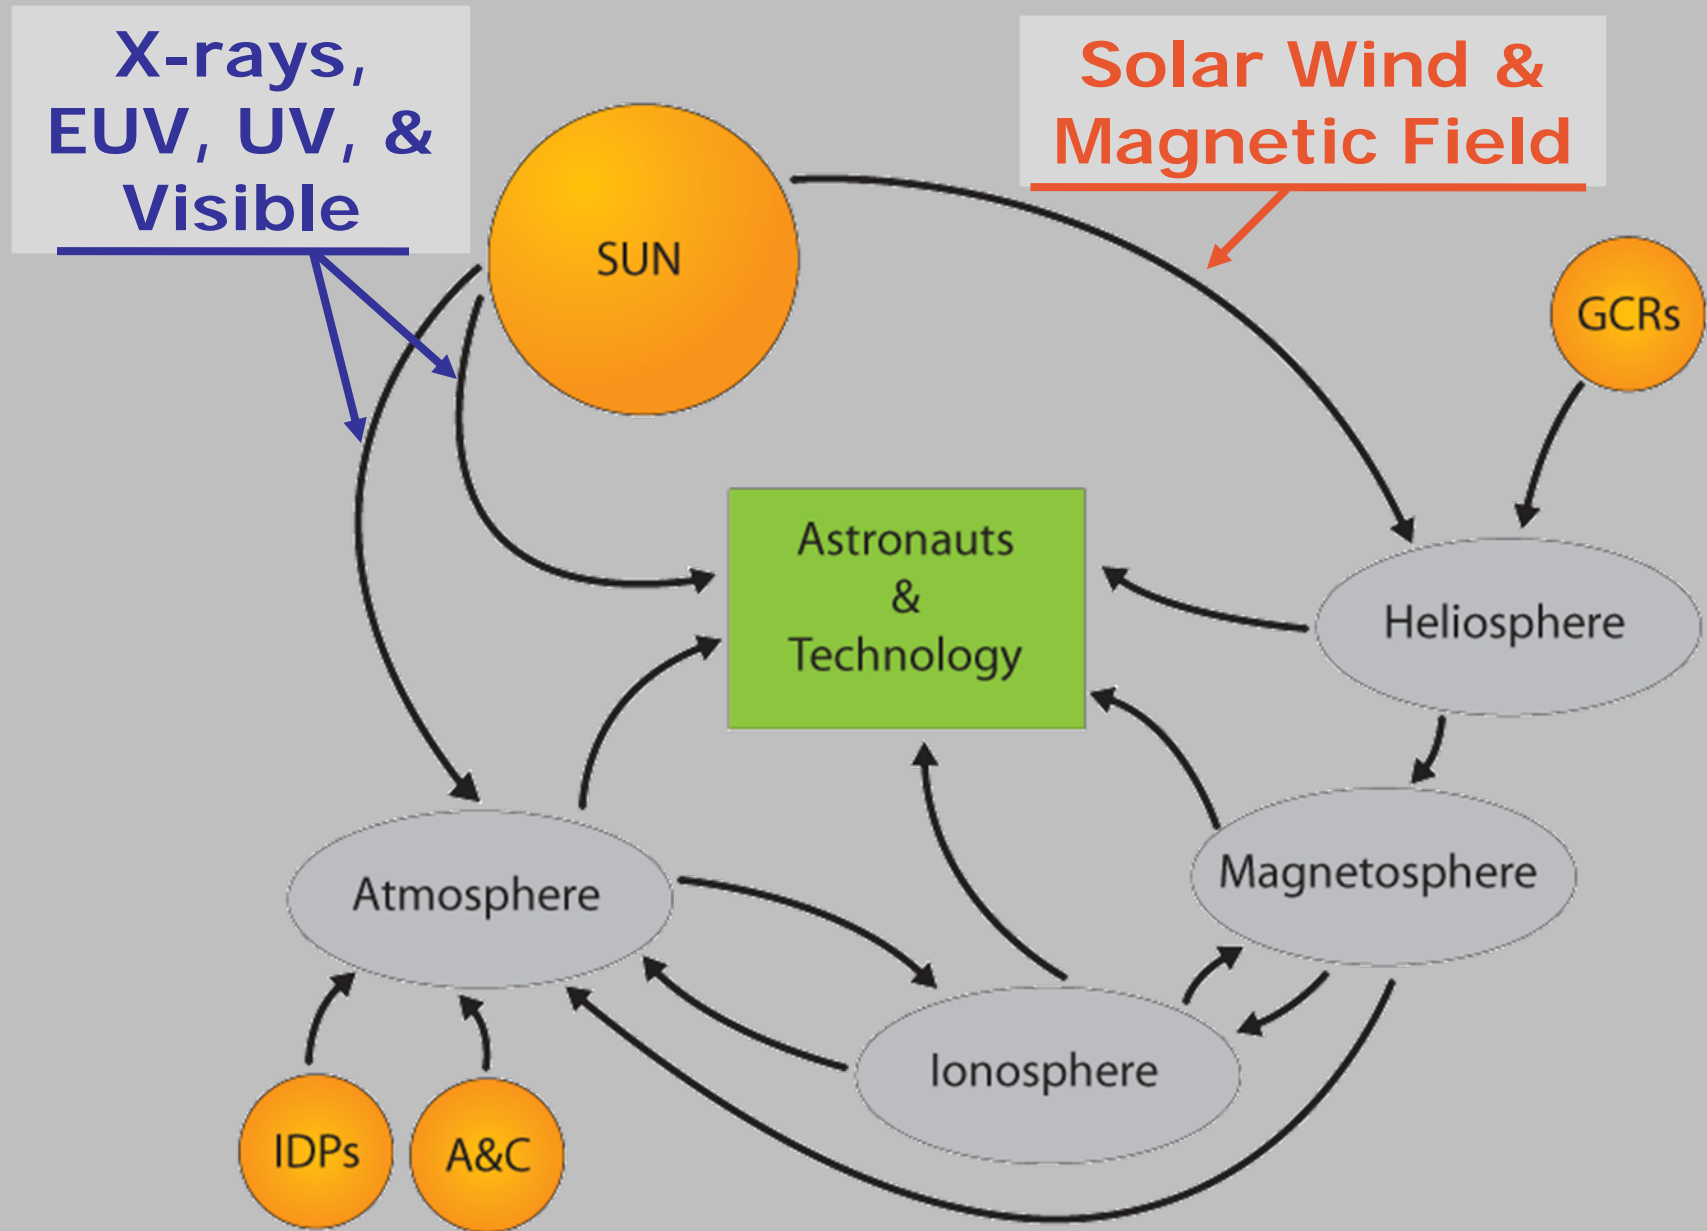 X-rays,
EUV, UV, &
Visible
Solar Wind &
Magnetic Field
SUN
GCRs
Astronauts
&
Technology
Heliosphere
Magnetosphere
Atmosphere
Ionosphere
IDPs
A&C